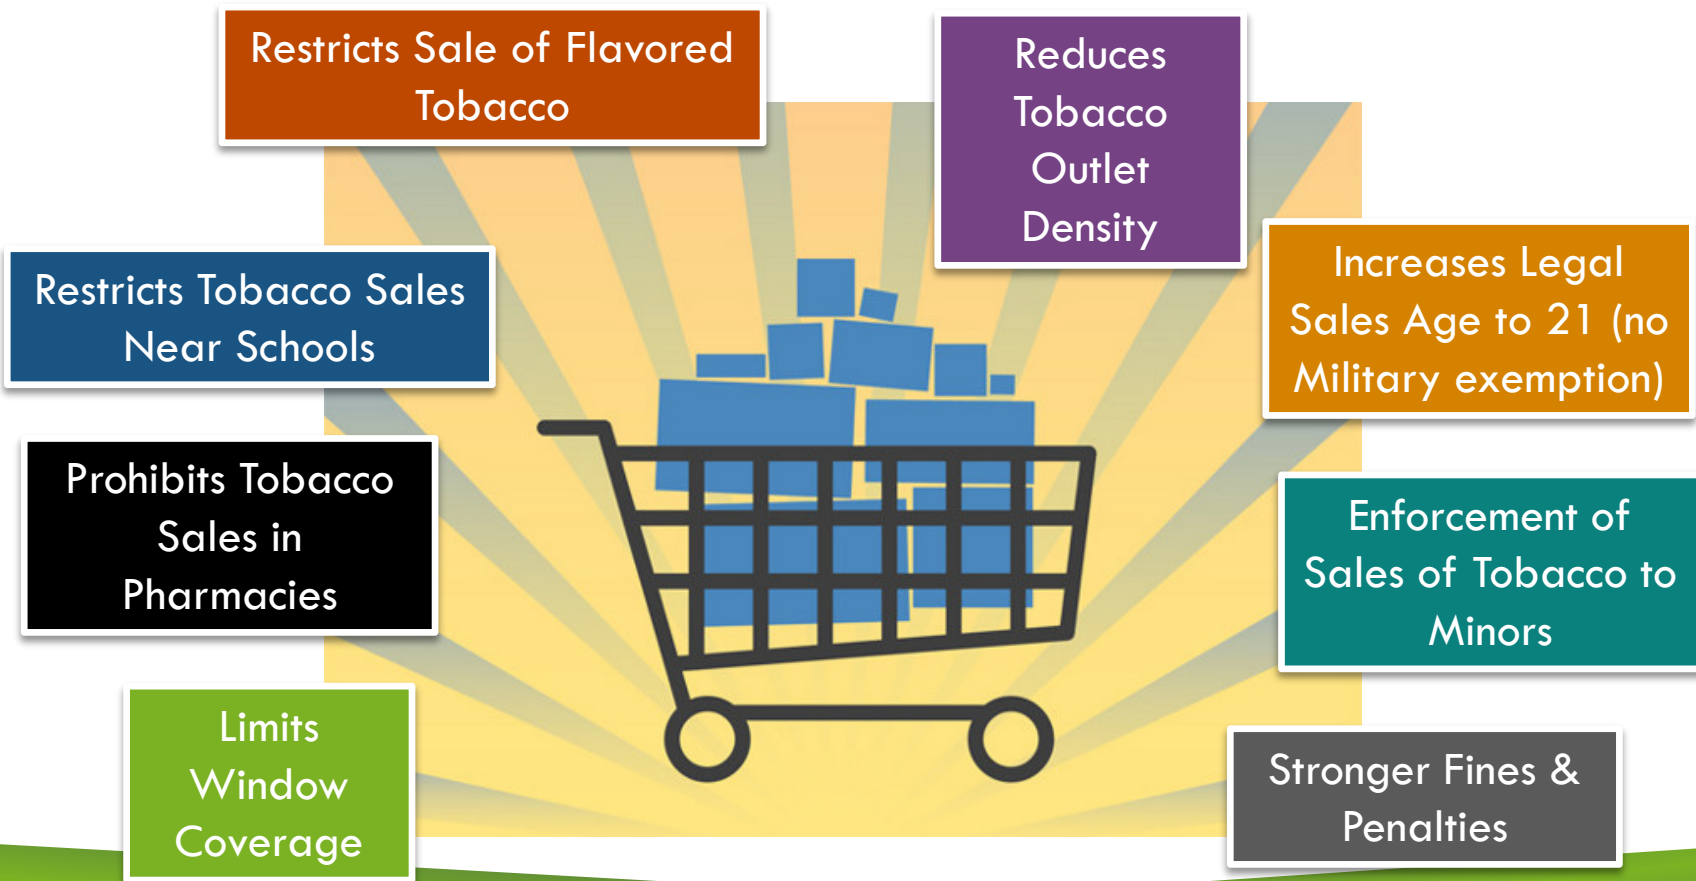 Restricts Sale of Flavored
Tobacco
Reduces
Tobacco
Outlet
Density
Restricts Tobacco Sales
Near Schools
Increases Legal
Sales Age to 21 (no
Military exemption)
Prohibits Tobacco
Sales in
Pharmacies
Enforcement of
Sales of Tobacco to
Minors
Limits
Window
Coverage
Stronger Fines &
Penalties